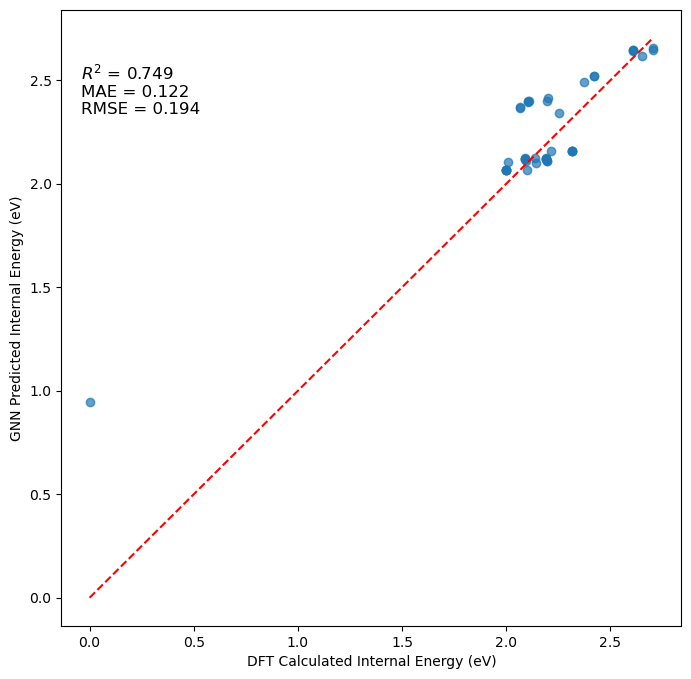 R² = 0.749
MAE = 0.122
RMSE = 0.194
GNN Predicted Internal Energy (eV)
2.5
2.0
1.5
1.0
0.5
0.0
0.0 0.5 1.0 1.5 2.0 2.5
DFT Calculated Internal Energy (eV)